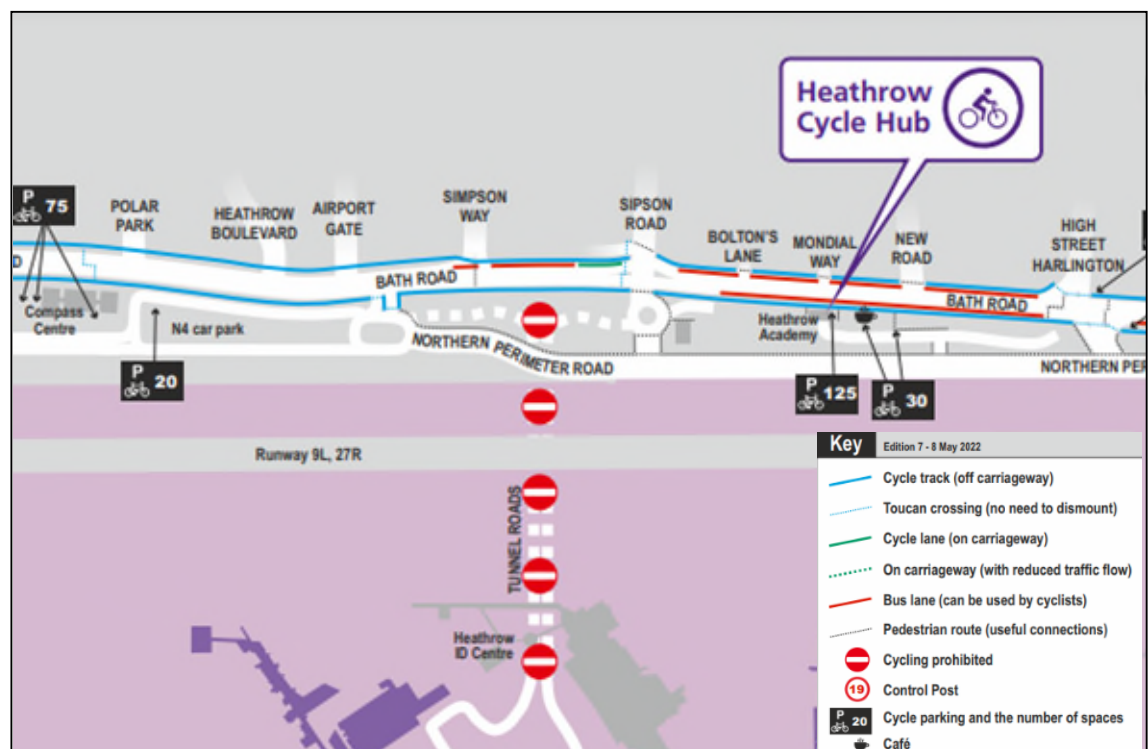 Heathrow
Cycle Hub
P
75
POLAR
PARK
HEATHROW
BOULEVARD
AIRPORT
GATE
SIMPSON
WAY
SIPSON
ROAD
BOLTON'S
LANE
MONDIAL
WAY
NEW
ROAD
HIGH
STREET
HARLINGTON
D
BATH ROAD
BATH ROAD
Compass
Centre
N4 car park
Heathrow
Academy
NORTHERN PERIMETER ROAD
NORTHERN PER
P
20
P
125
P
30
Runway 9L, 27R
TUNNEL ROADS
Heathrow
ID Centre
Key Edition 7 - 8 May 2022
Cycle track (off carriageway)
Toucan crossing (no need to dismount)
Cycle lane (on carriageway)
On carriageway (with reduced traffic flow)
Bus lane (can be used by cyclists)
Pedestrian route (useful connections)
Cycling prohibited
19 Control Post
P
20 Cycle parking and the number of spaces
Café